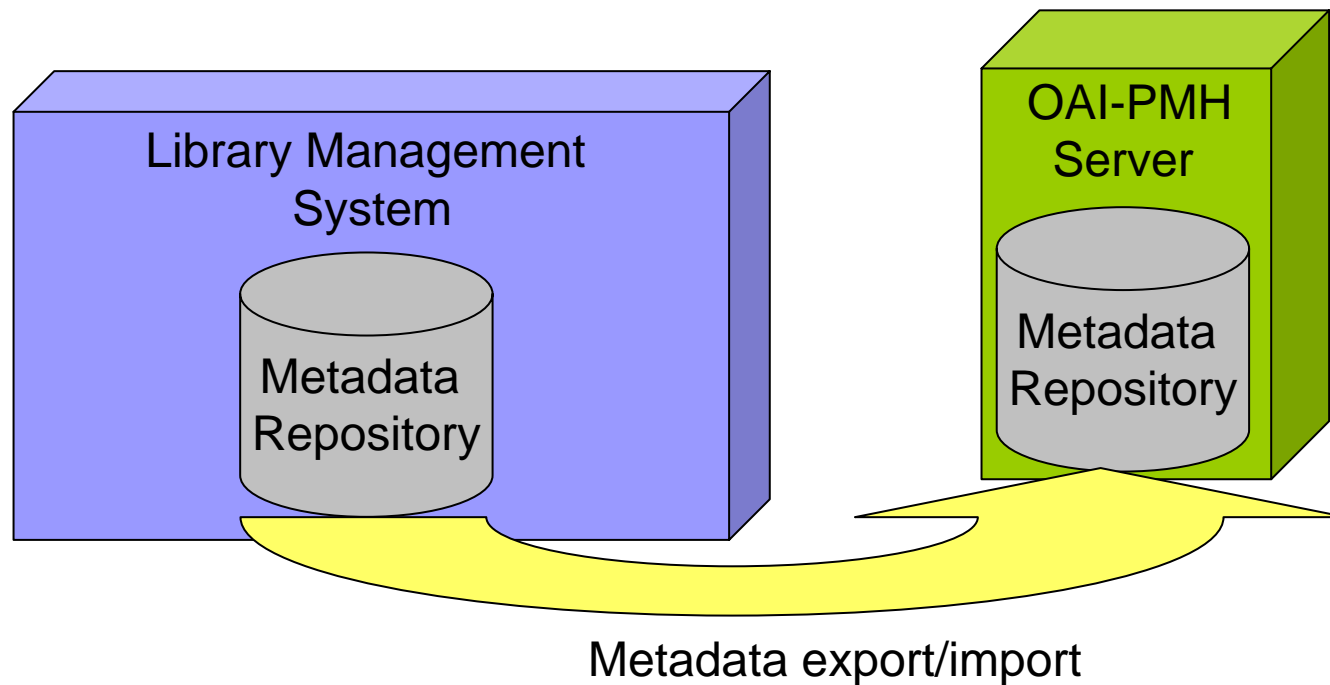 Library Management
System
Metadata
Repository
OAI-PMH
Server
Metadata
Repository
Metadata export/import